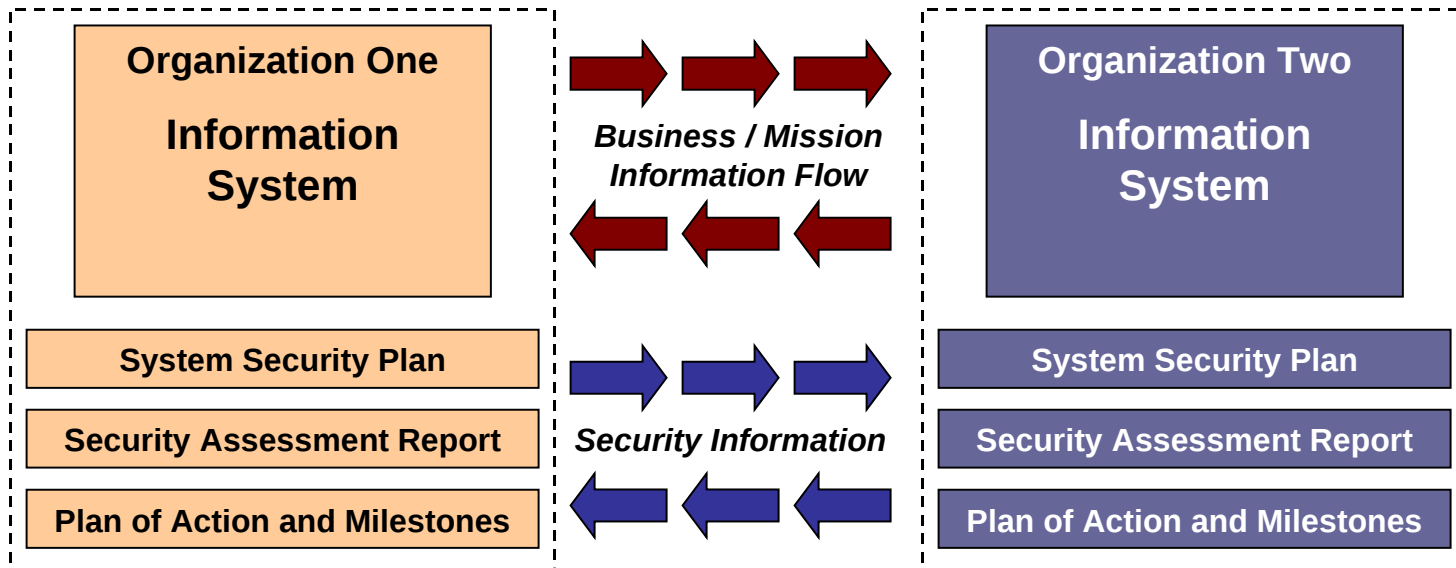 Organization One
Information
System
System Security Plan
Security Assessment Report
Plan of Action and Milestones
Business / Mission
Information Flow
Security Information
Organization Two
Information
System
System Security Plan
Security Assessment Report
Plan of Action and Milestones